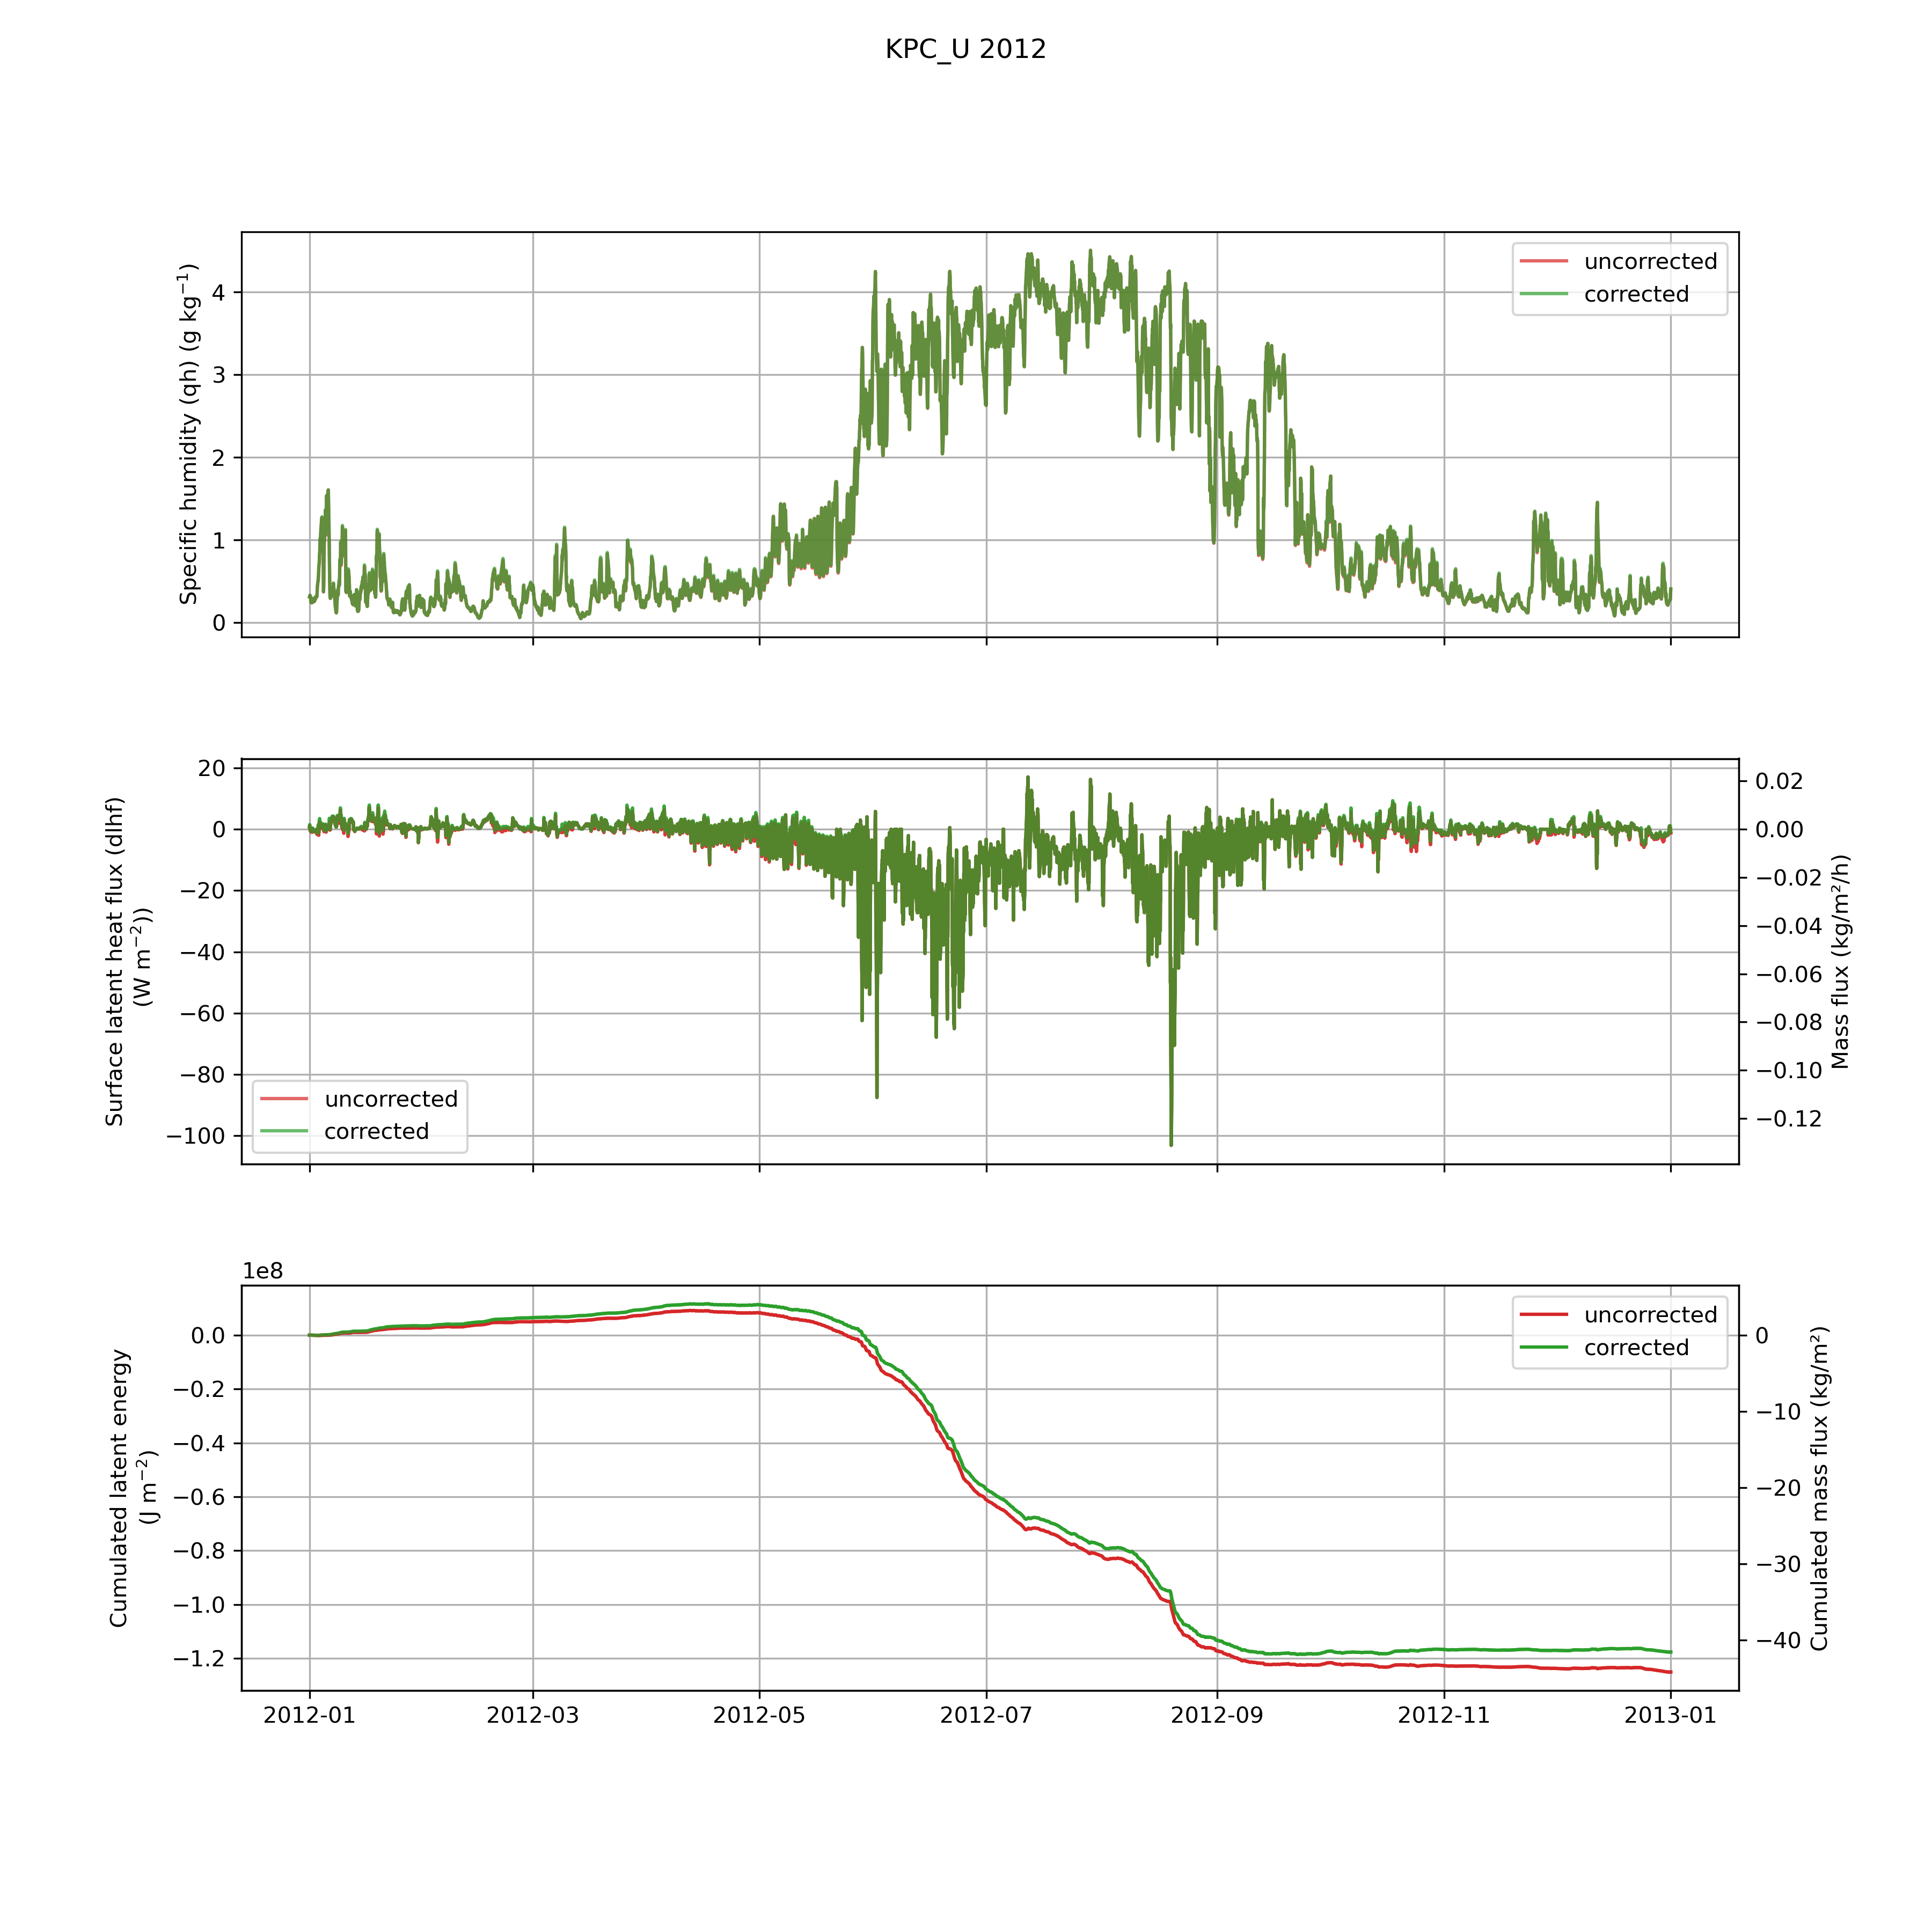 KPC_U 2012
Specific humidity (qh) (g kg⁻¹)
4
3
2
1
0
uncorrected
corrected
Surface latent heat flux (dlhf)
(W m⁻²))
20
0
−20
−40
−60
−80
−100
uncorrected
corrected
0.02
0.00
−0.02
−0.04
−0.06
−0.08
−0.10
−0.12
Mass flux (kg/m²/h)
1e8
Cumulated latent energy
(J m⁻²)
0.0
−0.2
−0.4
−0.6
−0.8
−1.0
−1.2
uncorrected
corrected
0
−10
−20
−30
−40
Cumulated mass flux (kg/m²)
2012-01 2012-03 2012-05 2012-07 2012-09 2012-11 2013-01